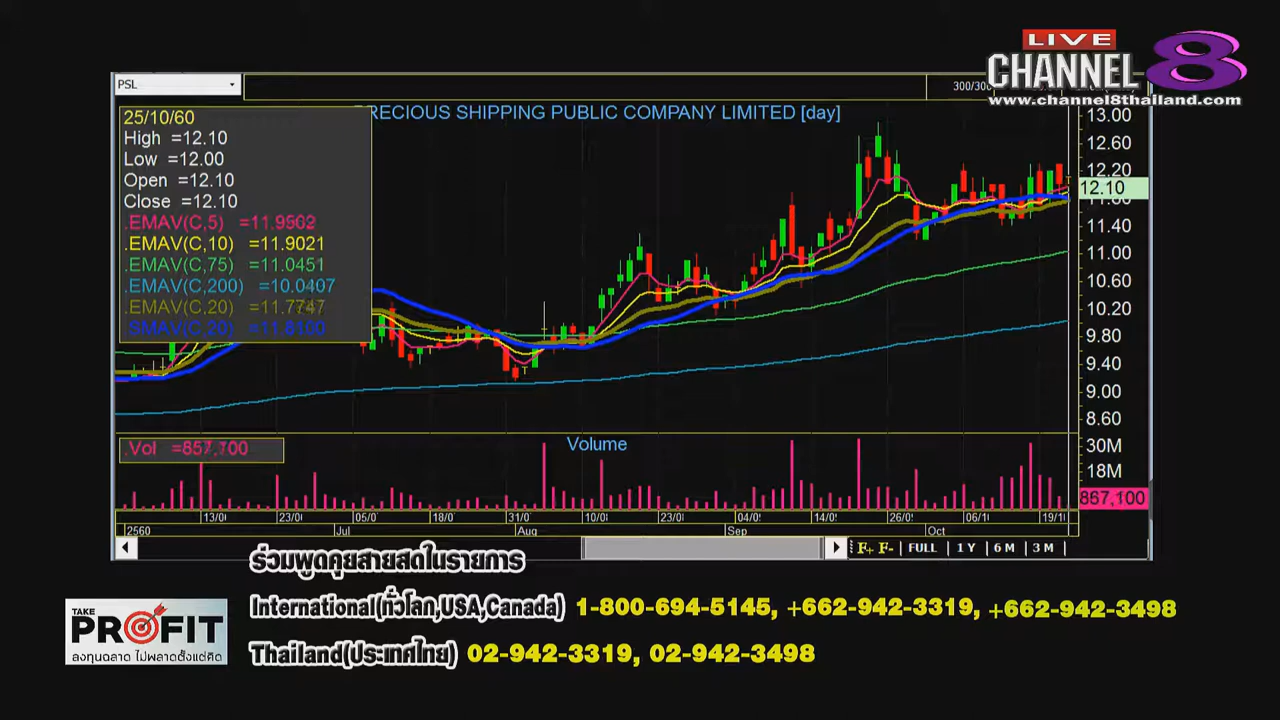 LIVE
CHANNEL 8
www.channel8thailand.com
PSL
300/300
25/10/60
RECIOUS SHIPPING PUBLIC COMPANY LIMITED [day]
High =12.10
Low =12.00
Open =12.10
Close =12.10
.EMAV(C,5) =11.9562
.EMAV(C,10) =11.9021
.EMAV(C,75) =11.0451
.EMAV(C,200) =10.0407
.EMAV(C,20) =11.7747
SMAV(C,20) =11.8100
13.00
12.60
12.20
12.10
11.80
11.40
11.00
10.60
10.20
9.80
9.40
9.00
8.60
.Vol =857,100
Volume
30M
18M
867,100
13/0 23/0 05/0 18/0 31/0 10/0 23/0 04/0 14/0 26/0 06/1 19/1
2560 Jul Aug Sep Oct
F+ F- FULL 1 Y 6 M 3 M
ร่วมพูดคุยสายสดในรายการ
International(ทั่วโลก,USA,Canada) 1-800-694-5145, +662-942-3319, +662-942-3498
Thailand(ประเทศไทย) 02-942-3319, 02-942-3498
TAKE
PROFIT
ลงทุนฉลาด ไม่พลาดตั้งแต่คิด